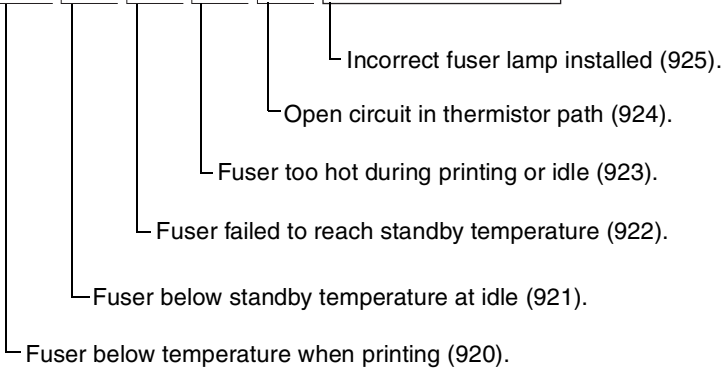 Incorrect fuser lamp installed (925).
Open circuit in thermistor path (924).
Fuser too hot during printing or idle (923).
Fuser failed to reach standby temperature (922).
Fuser below standby temperature at idle (921).
Fuser below temperature when printing (920).